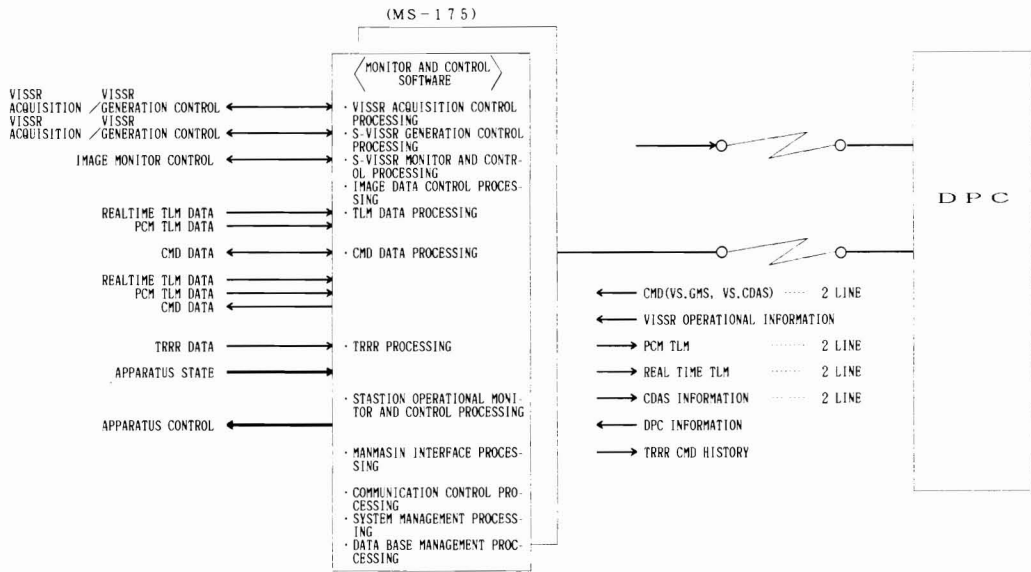 (MS-175)
MONITOR AND CONTROL
SOFTWARE
VISSR VISSR
ACQUISITION / GENERATION CONTROL
VISSR VISSR
ACQUISITION / GENERATION CONTROL
IMAGE MONITOR CONTROL
REALTIME TLM DATA
PCM TLM DATA
CMD DATA
REALTIME TLM DATA
PCM TLM DATA
CMD DATA
TRRR DATA
APPARATUS STATE
APPARATUS CONTROL
· VISSR ACQUISITION CONTROL
PROCESSING
· S-VISSR GENERATION CONTROL
PROCESSING
· S-VISSR MONITOR AND CONT-
ROL PROCESSING
· IMAGE DATA CONTROL PROCES-
SING
· TLM DATA PROCESSING
· CMD DATA PROCESSING
· TRRR PROCESSING
· STASTION OPERATIONAL MONI-
TOR AND CONTROL PROCESSING
· MANMASIN INTERFACE PROCES-
SING
· COMMUNICATION CONTROL PRO-
CESSING
· SYSTEM MANAGEMENT PROCESS-
ING
· DATA BASE MANAGEMENT PROC-
CESSING
CMD(VS.GMS, VS.CDAS) ····· 2 LINE
VISSR OPERATIONAL INFORMATION
PCM TLM ······ 2 LINE
REAL TIME TLM ······ 2 LINE
CDAS INFORMATION ······ 2 LINE
DPC INFORMATION
TRRR CMD HISTORY
DPC